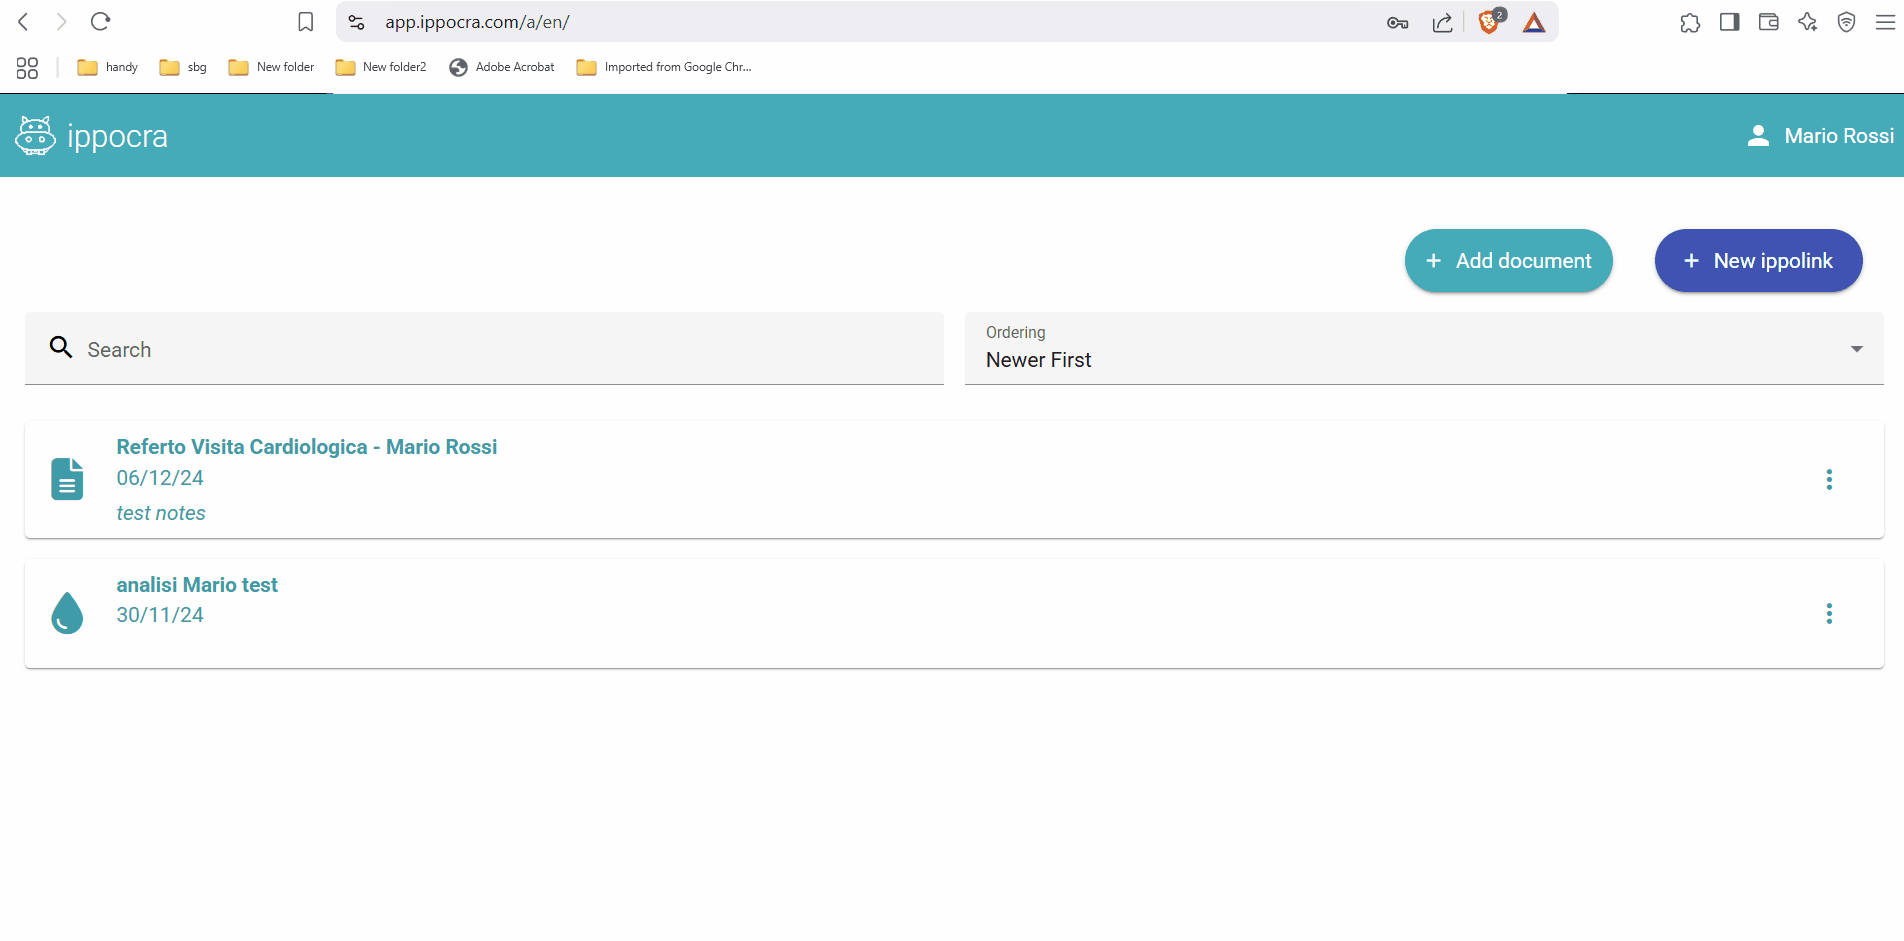 app.ippocra.com/a/en/
2
handy
sbg
New folder
New folder2
Adobe Acrobat
Imported from Google Chr...
ippocra
Mario Rossi
+ Add document
+ New ippolink
Search
Ordering
Newer First
Referto Visita Cardiologica - Mario Rossi
06/12/24
test notes
analisi Mario test
30/11/24